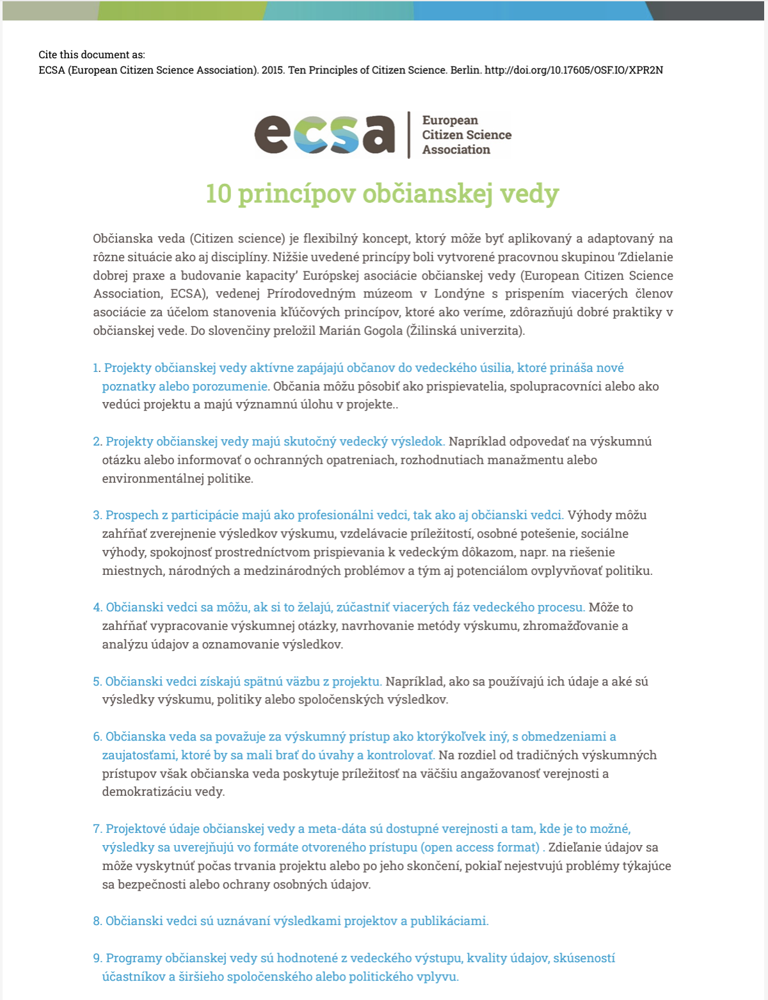 Cite this document as:
ECSA (European Citizen Science Association). 2015. Ten Principles of Citizen Science. Berlin. http://doi.org/10.17605/OSF.IO/XPR2N
ecsa
European
Citizen Science
Association
10 princípov občianskej vedy
Občianska veda (Citizen science) je flexibilný koncept, ktorý môže byť aplikovaný a adaptovaný na
rôzne situácie ako aj disciplíny. Nižšie uvedené princípy boli vytvorené pracovnou skupinou ‘Zdielanie
dobrej praxe a budovanie kapacity’ Európskej asociácie občianskej vedy (European Citizen Science
Association, ECSA), vedenej Prírodovedným múzeom v Londýne s prispením viacerých členov
asociácie za účelom stanovenia kľúčových princípov, ktoré ako veríme, zdôrazňujú dobré praktiky v
občianskej vede. Do slovenčiny preložil Marián Gogola (Žilinská univerzita).
1. Projekty občianskej vedy aktívne zapájajú občanov do vedeckého úsilia, ktoré prináša nové
poznatky alebo porozumenie. Občania môžu pôsobiť ako prispievatelia, spolupracovníci alebo ako
vedúci projektu a majú významnú úlohu v projekte..
2. Projekty občianskej vedy majú skutočný vedecký výsledok. Napríklad odpovedať na výskumnú
otázku alebo informovať o ochranných opatreniach, rozhodnutiach manažmentu alebo
environmentálnej politike.
3. Prospech z participácie majú ako profesionálni vedci, tak ako aj občianski vedci. Výhody môžu
zahŕňať zverejnenie výsledkov výskumu, vzdelávacie príležitostí, osobné potešenie, sociálne
výhody, spokojnosť prostredníctvom prispievania k vedeckým dôkazom, napr. na riešenie
miestnych, národných a medzinárodných problémov a tým aj potenciálom ovplyvňovať politiku.
4. Občianski vedci sa môžu, ak si to želajú, zúčastniť viacerých fáz vedeckého procesu. Môže to
zahŕňať vypracovanie výskumnej otázky, navrhovanie metódy výskumu, zhromažďovanie a
analýzu údajov a oznamovanie výsledkov.
5. Občianski vedci získajú spätnú väzbu z projektu. Napríklad, ako sa používajú ich údaje a aké sú
výsledky výskumu, politiky alebo spoločenských výsledkov.
6. Občianska veda sa považuje za výskumný prístup ako ktorýkoľvek iný, s obmedzeniami a
zaujatosťami, ktoré by sa mali brať do úvahy a kontrolovať. Na rozdiel od tradičných výskumných
prístupov však občianska veda poskytuje príležitosť na väčšiu angažovanosť verejnosti a
demokratizáciu vedy.
7. Projektové údaje občianskej vedy a meta-dáta sú dostupné verejnosti a tam, kde je to možné,
výsledky sa uverejňujú vo formáte otvoreného prístupu (open access format) . Zdieľanie údajov sa
môže vyskytnúť počas trvania projektu alebo po jeho skončení, pokiaľ nejestvujú problémy týkajúce
sa bezpečnosti alebo ochrany osobných údajov.
8. Občianski vedci sú uznávaní výsledkami projektov a publikáciami.
9. Programy občianskej vedy sú hodnotené z vedeckého výstupu, kvality údajov, skúseností
účastníkov a širšieho spoločenského alebo politického vplyvu.